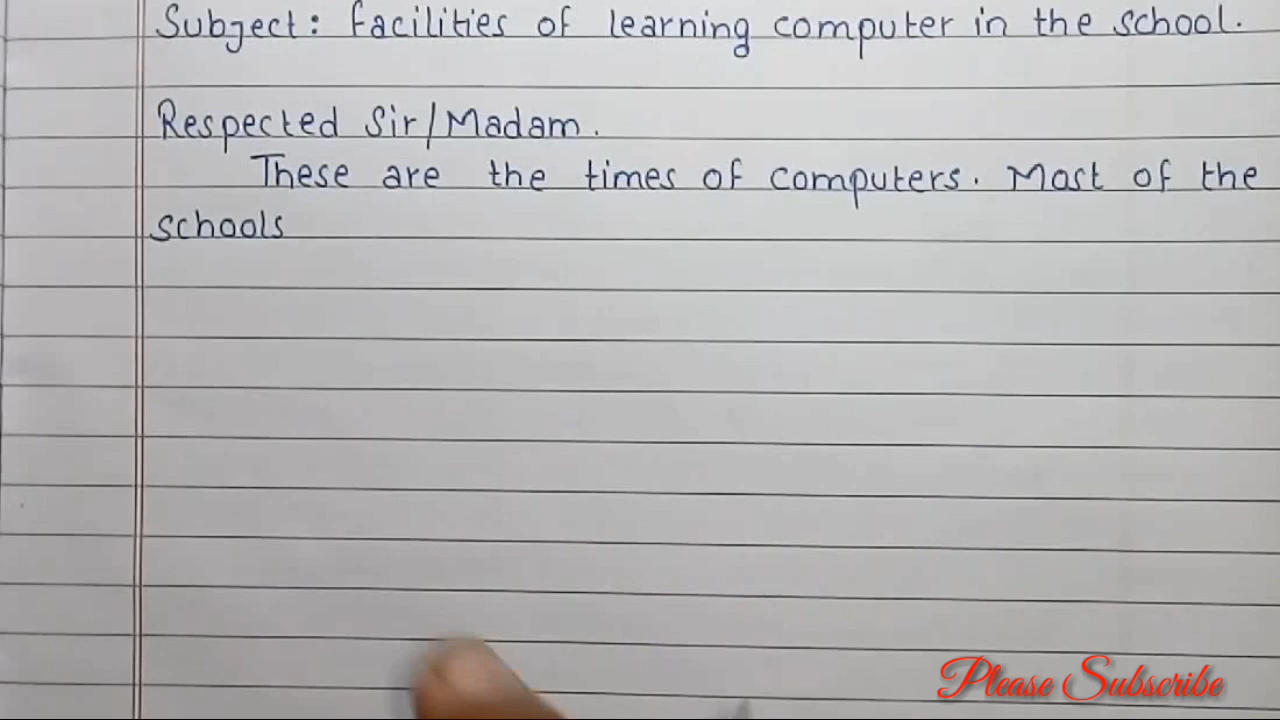 Subject: Facilities of learning computer in the school.
Respected Sir/Madam.
These are the times of computers. Most of the
schools
Please Subscribe